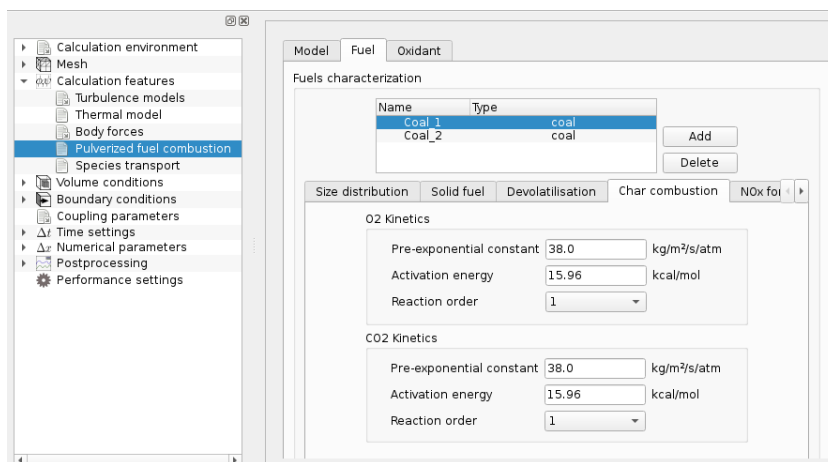 Calculation environment
Mesh
Calculation features
Turbulence models
Thermal model
Body forces
Pulverized fuel combustion
Species transport
Volume conditions
Boundary conditions
Coupling parameters
Δt Time settings
Δx Numerical parameters
Postprocessing
Performance settings
Model Fuel Oxidant
Fuels characterization
Name Type
Coal_1 coal
Coal_2 coal
Add
Delete
Size distribution Solid fuel Devolatilisation Char combustion NOx for
O2 Kinetics
Pre-exponential constant 38.0 kg/m²/s/atm
Activation energy 15.96 kcal/mol
Reaction order 1
CO2 Kinetics
Pre-exponential constant 38.0 kg/m²/s/atm
Activation energy 15.96 kcal/mol
Reaction order 1